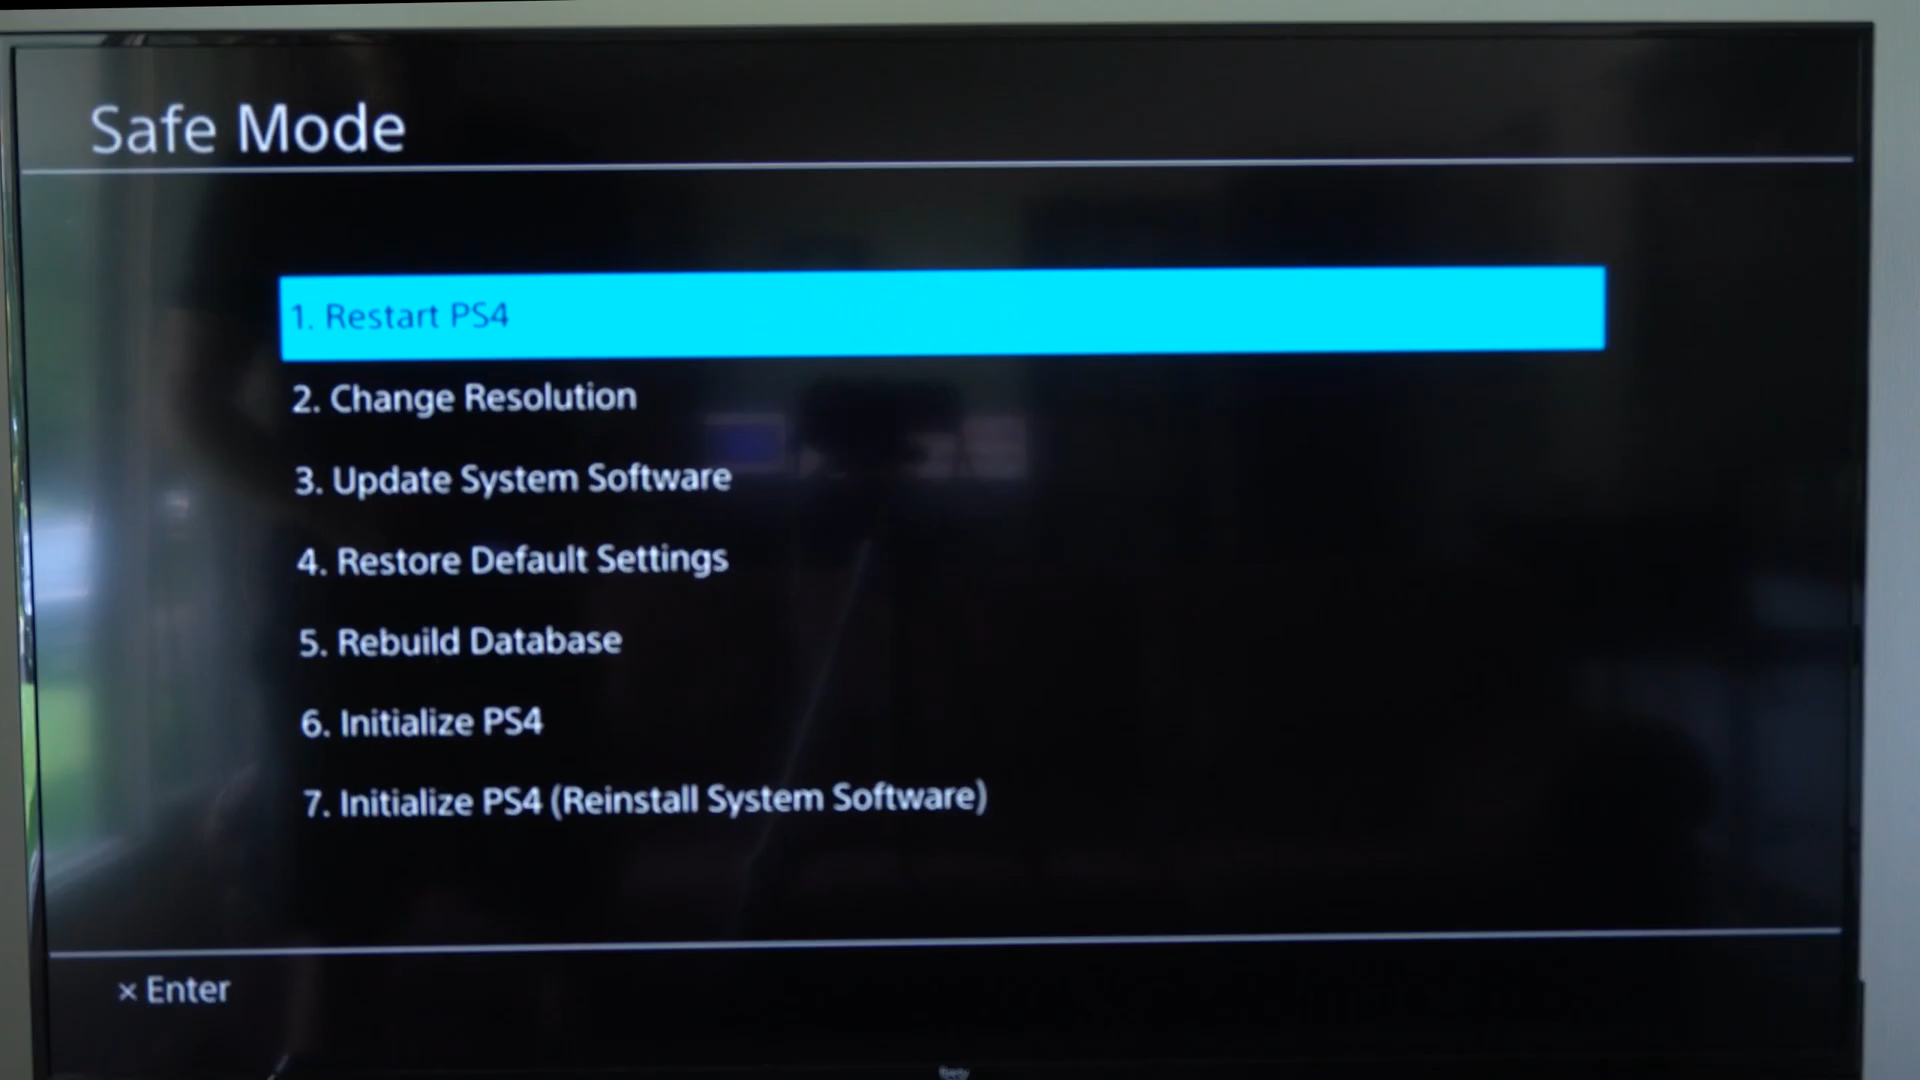 Safe Mode
1. Restart PS4
2. Change Resolution
3. Update System Software
4. Restore Default Settings
5. Rebuild Database
6. Initialize PS4
7. Initialize PS4 (Reinstall System Software)
× Enter